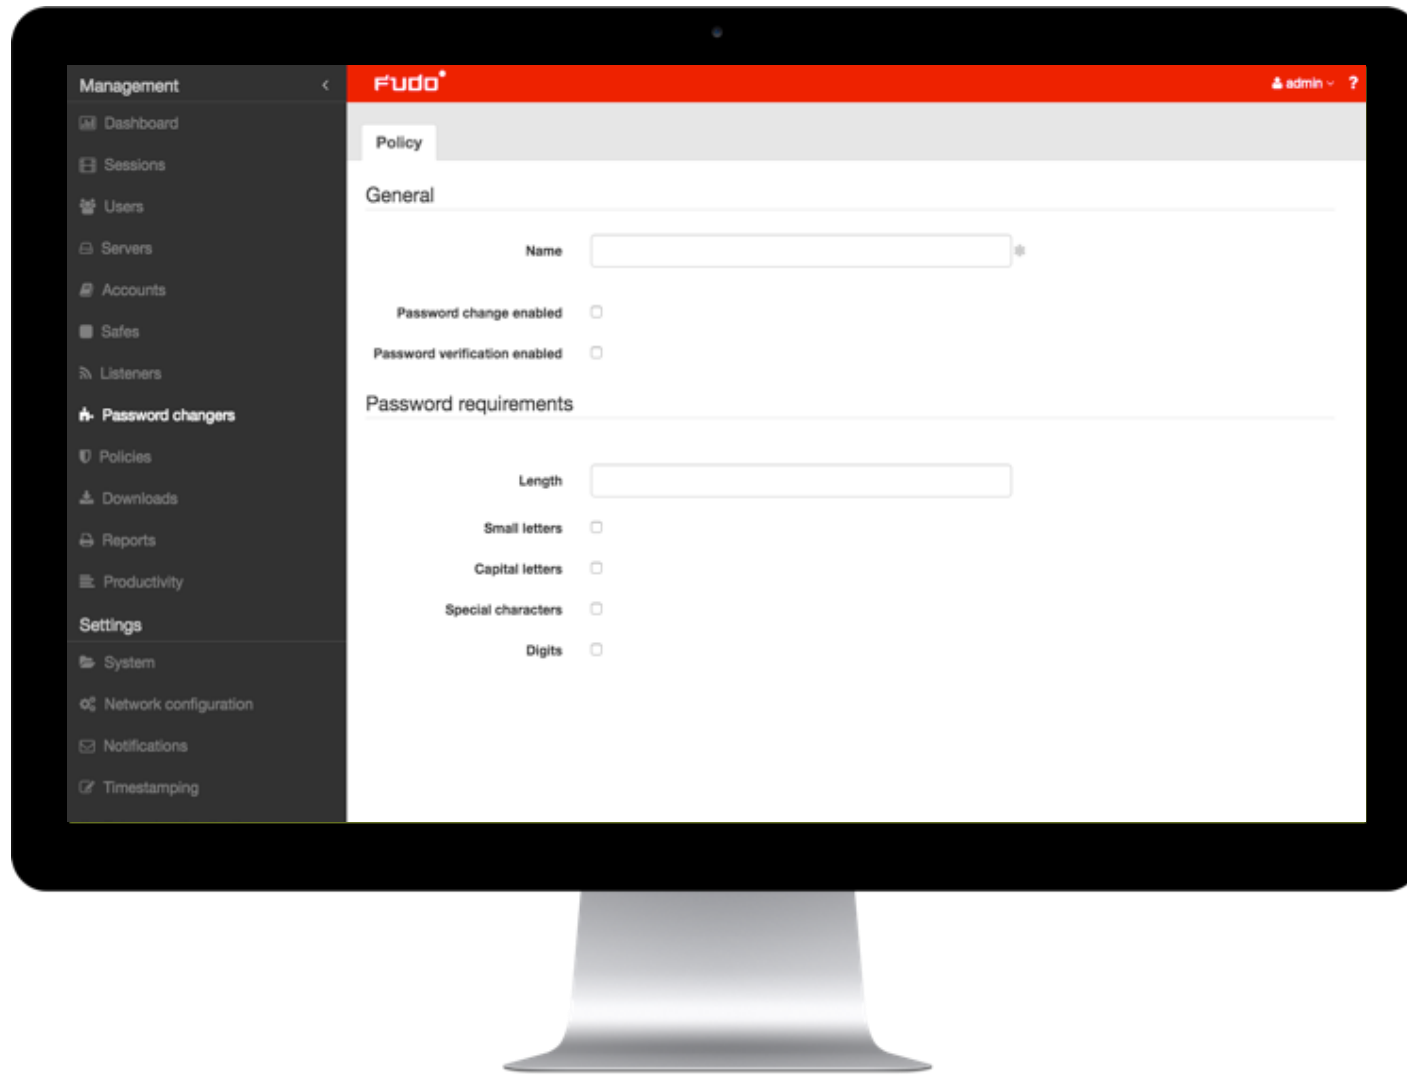 Management
Dashboard
Sessions
Users
Servers
Accounts
Safes
Listeners
Password changers
Policies
Downloads
Reports
Productivity
Settings
System
Network configuration
Notifications
Timestamping
FUDO
admin ?
Policy
General
Name *
Password change enabled
Password verification enabled
Password requirements
Length
Small letters
Capital letters
Special characters
Digits